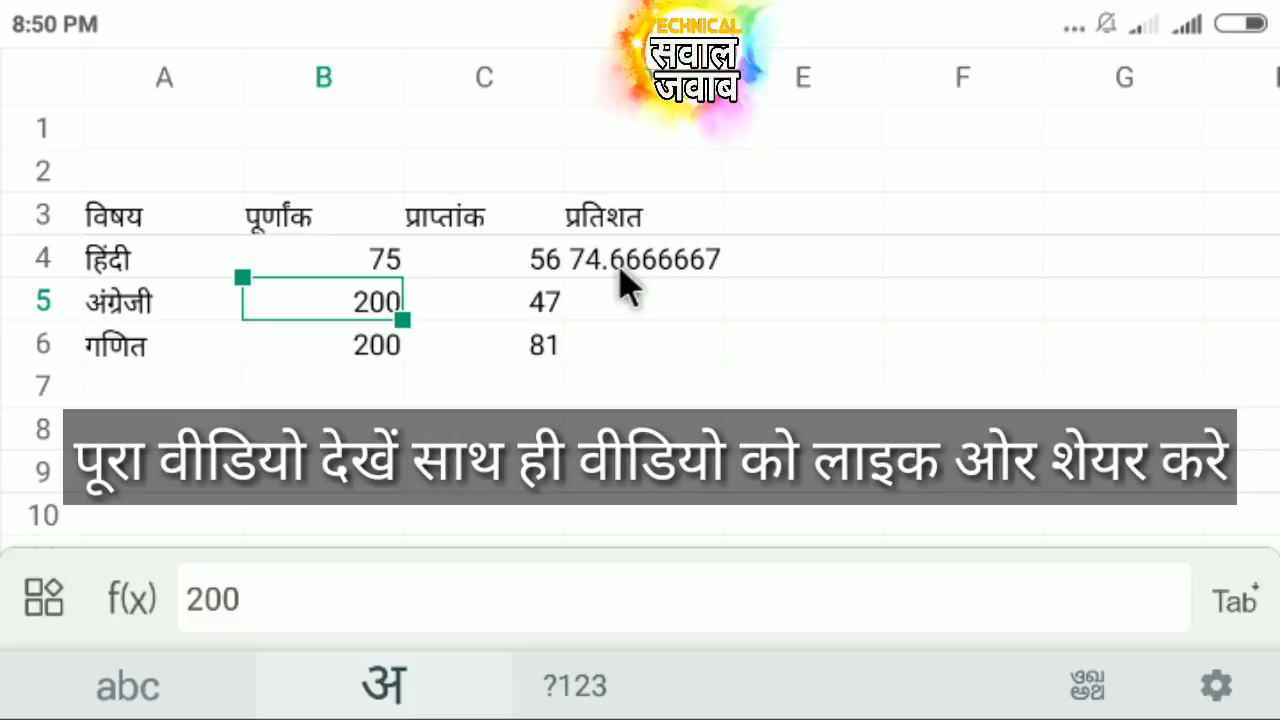 8:50 PM
TECHNICAL
सवाल
जवाब
A B C E F G
1
2
3 विषय पूर्णांक प्राप्तांक प्रतिशत
4 हिंदी 75 56 74.6666667
5 अंग्रेजी 200 47
6 गणित 200 81
7
8
पूरा वीडियो देखें साथ ही वीडियो को लाइक ओर शेयर करे
9
10
f(x) 200 Tab
abc अ ?123